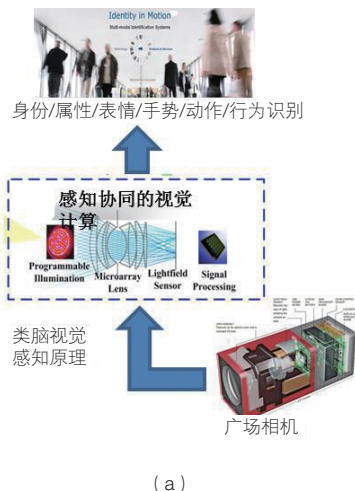 Identity in Motion
Multi-modal Identification Systems
身份/属性/表情/手势/动作/行为识别
感知协同的视觉
计算
Programmable
Illumination
Microarray
Lens
Lightfield
Sensor
Signal
Processing
类脑视觉
感知原理
广场相机
（a）